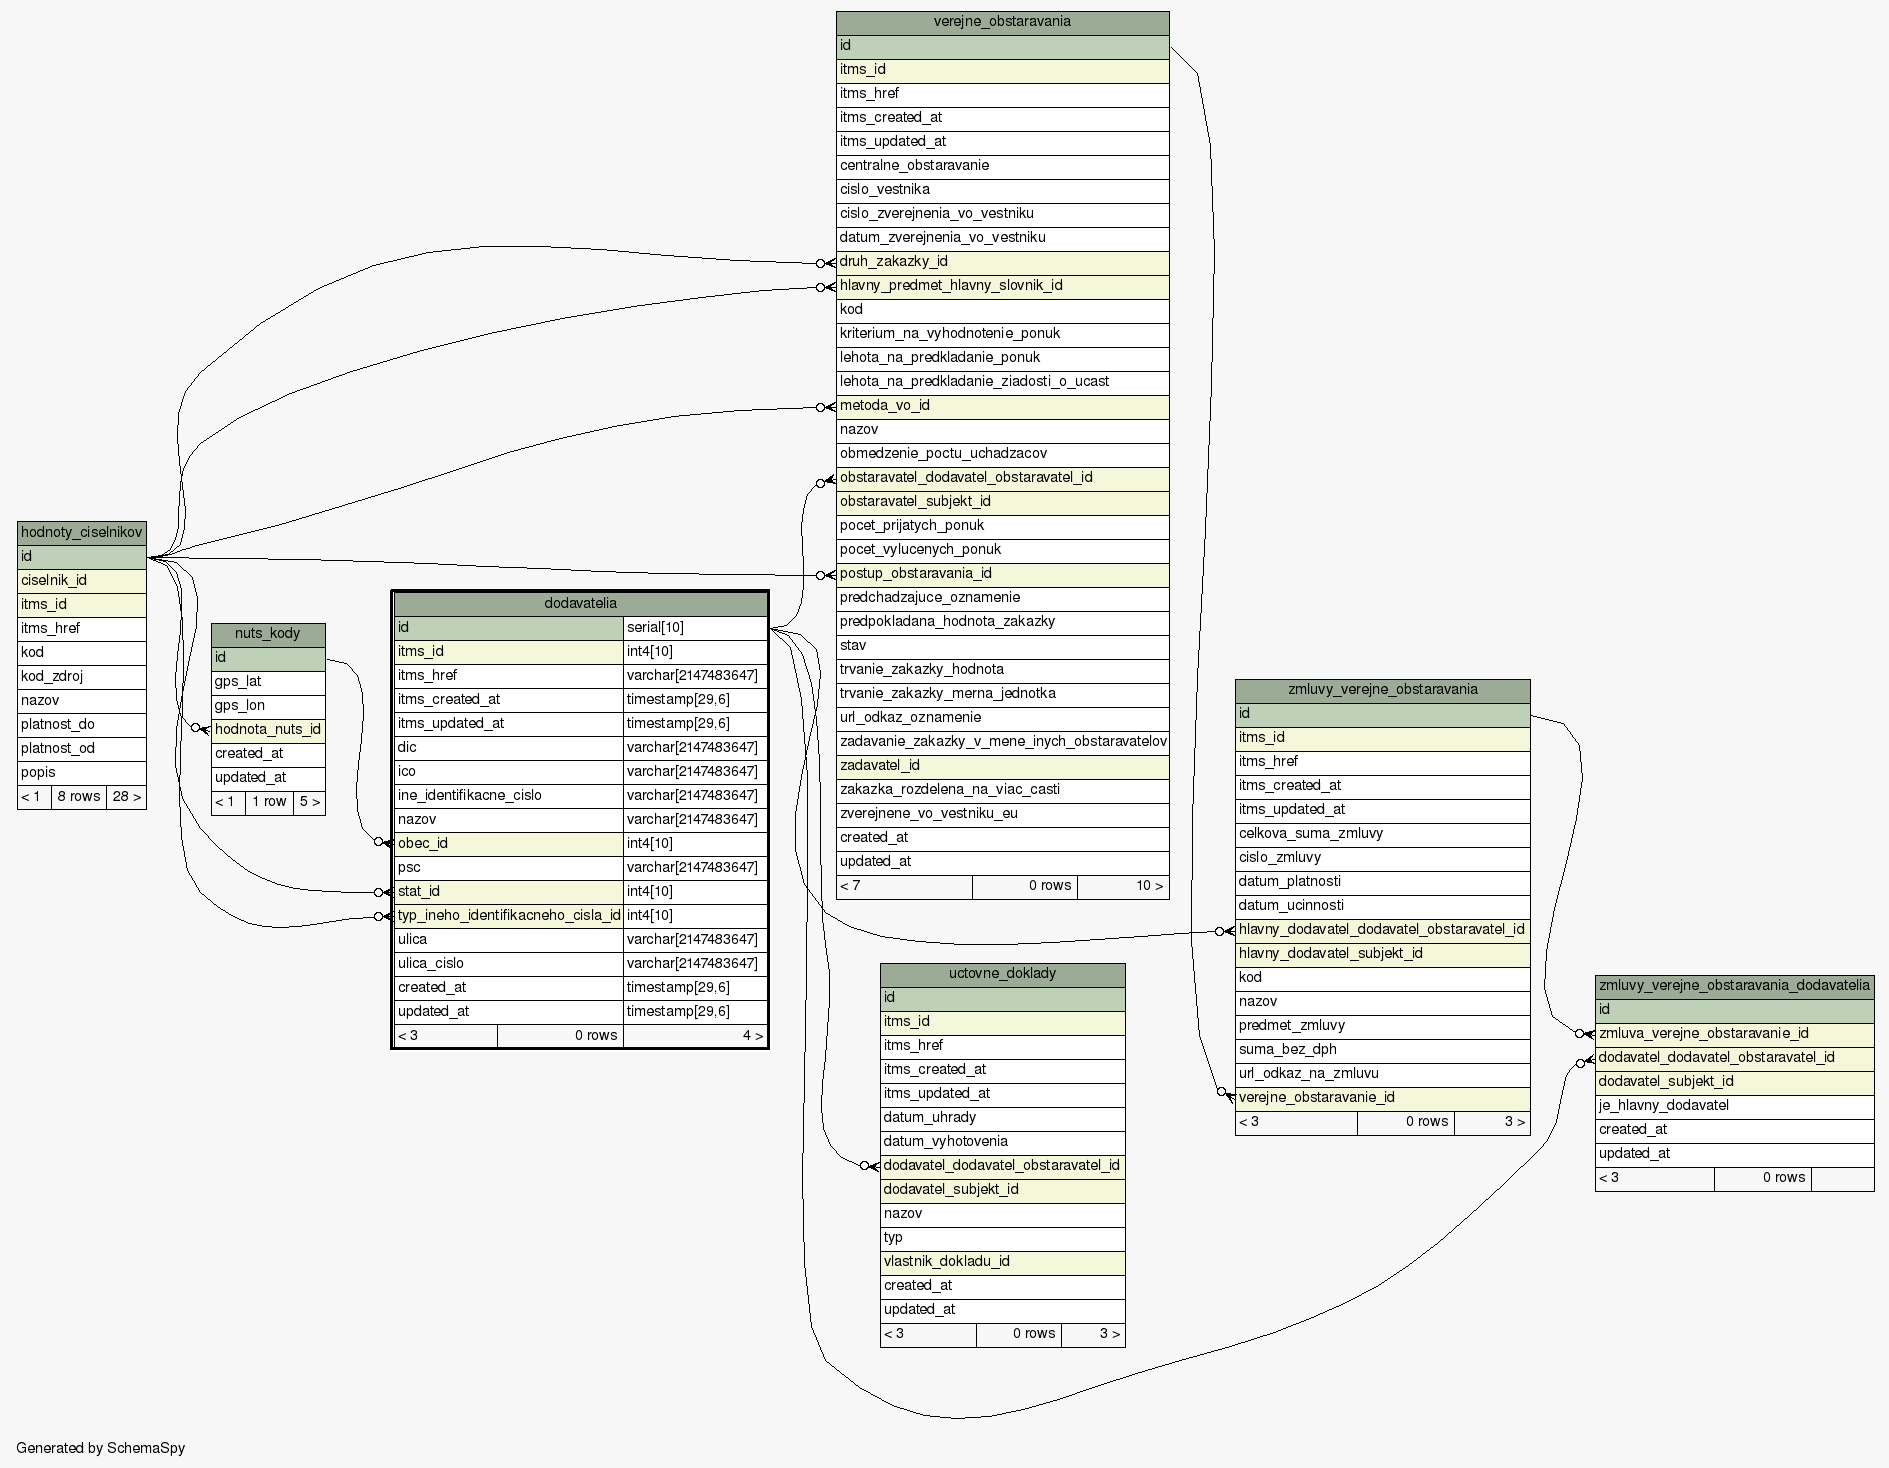 verejne_obstaravania
id
itms_id
itms_href
itms_created_at
itms_updated_at
centralne_obstaravanie
cislo_vestnika
cislo_zverejnenia_vo_vestniku
datum_zverejnenia_vo_vestniku
druh_zakazky_id
hlavny_predmet_hlavny_slovnik_id
kod
kriterium_na_vyhodnotenie_ponuk
lehota_na_predkladanie_ponuk
lehota_na_predkladanie_ziadosti_o_ucast
metoda_vo_id
nazov
obmedzenie_poctu_uchadzacov
obstaravatel_dodavatel_obstaravatel_id
obstaravatel_subjekt_id
pocet_prijatych_ponuk
pocet_vylucenych_ponuk
postup_obstaravania_id
predchadzajuce_oznamenie
predpokladana_hodnota_zakazky
stav
trvanie_zakazky_hodnota
trvanie_zakazky_merna_jednotka
url_odkaz_oznamenie
zadavanie_zakazky_v_mene_inych_obstaravatelov
zadavatel_id
zakazka_rozdelena_na_viac_casti
zverejnene_vo_vestniku_eu
created_at
updated_at
< 7 0 rows 10 >
hodnoty_ciselnikov
id
ciselnik_id
itms_id
itms_href
kod
kod_zdroj
nazov
platnost_do
platnost_od
popis
< 1 8 rows 28 >
nuts_kody
id
gps_lat
gps_lon
hodnota_nuts_id
created_at
updated_at
< 1 1 row 5 >
dodavatelia
id serial[10]
itms_id int4[10]
itms_href varchar[2147483647]
itms_created_at timestamp[29,6]
itms_updated_at timestamp[29,6]
dic varchar[2147483647]
ico varchar[2147483647]
ine_identifikacne_cislo varchar[2147483647]
nazov varchar[2147483647]
obec_id int4[10]
psc varchar[2147483647]
stat_id int4[10]
typ_ineho_identifikacneho_cisla_id int4[10]
ulica varchar[2147483647]
ulica_cislo varchar[2147483647]
created_at timestamp[29,6]
updated_at timestamp[29,6]
< 3 0 rows 4 >
uctovne_doklady
id
itms_id
itms_href
itms_created_at
itms_updated_at
datum_uhrady
datum_vyhotovenia
dodavatel_dodavatel_obstaravatel_id
dodavatel_subjekt_id
nazov
typ
vlastnik_dokladu_id
created_at
updated_at
< 3 0 rows 3 >
zmluvy_verejne_obstaravania
id
itms_id
itms_href
itms_created_at
itms_updated_at
celkova_suma_zmluvy
cislo_zmluvy
datum_platnosti
datum_ucinnosti
hlavny_dodavatel_dodavatel_obstaravatel_id
hlavny_dodavatel_subjekt_id
kod
nazov
predmet_zmluvy
suma_bez_dph
url_odkaz_na_zmluvu
verejne_obstaravanie_id
< 3 0 rows 3 >
zmluvy_verejne_obstaravania_dodavatelia
id
zmluva_verejne_obstaravanie_id
dodavatel_dodavatel_obstaravatel_id
dodavatel_subjekt_id
je_hlavny_dodavatel
created_at
updated_at
< 3 0 rows
Generated by SchemaSpy